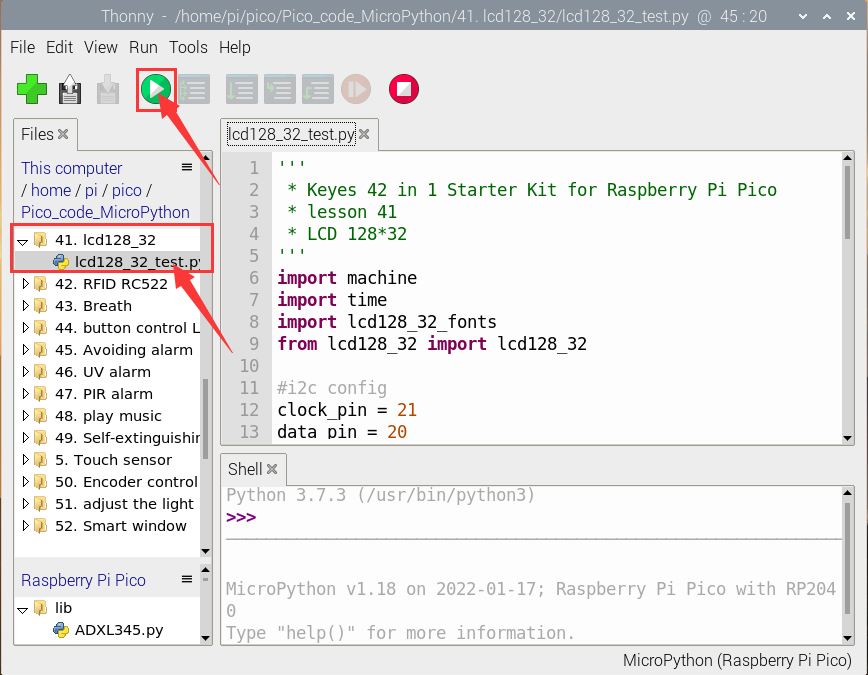 Thonny - /home/pi/pico/Pico_code_MicroPython/41. lcd128_32/lcd128_32_test.py @ 45 : 20
File Edit View Run Tools Help
Files
This computer
/ home / pi / pico /
Pico_code_MicroPython
41. lcd128_32
lcd128_32_test.py
42. RFID RC522
43. Breath
44. button control L
45. Avoiding alarm
46. UV alarm
47. PIR alarm
48. play music
49. Self-extinguishin
5. Touch sensor
50. Encoder control
51. adjust the light
52. Smart window
Raspberry Pi Pico
lib
ADXL345.py
lcd128_32_test.py
1 '''
2 * Keyes 42 in 1 Starter Kit for Raspberry Pi Pico
3 * lesson 41
4 * LCD 128*32
5 '''
6 import machine
7 import time
8 import lcd128_32_fonts
9 from lcd128_32 import lcd128_32
10
11 #i2c config
12 clock_pin = 21
13 data_pin = 20
Shell
Python 3.7.3 (/usr/bin/python3)
>>>
MicroPython v1.18 on 2022-01-17; Raspberry Pi Pico with RP204
0
Type "help()" for more information.
MicroPython (Raspberry Pi Pico)